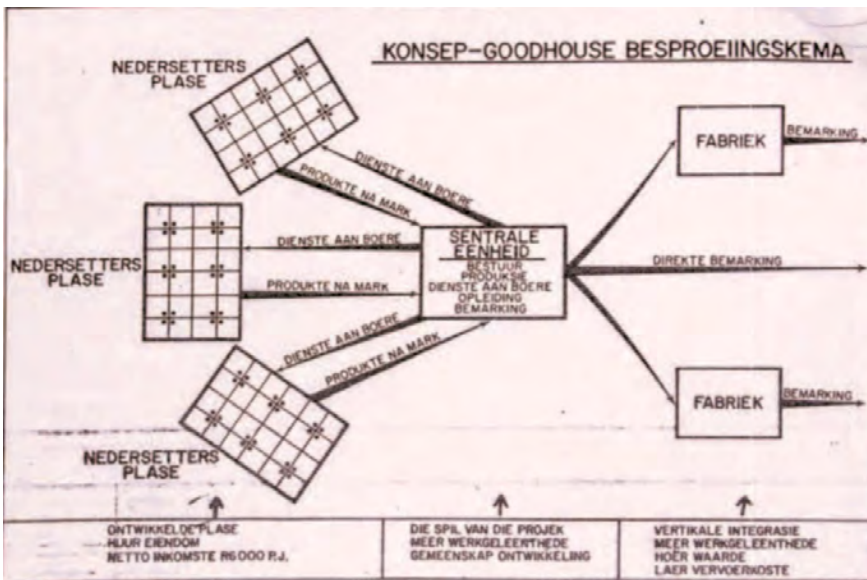 KONSEP-GOODHOUSE BESPROEIINGSKEMA
NEDERSETTERS
PLASE
DIENSTE AAN BOERE
PRODUKTE NA MARK
NEDERSETTERS
PLASE
DIENSTE AAN BOERE
PRODUKTE NA MARK
NEDERSETTERS
PLASE
DIENSTE AAN BOERE
PRODUKTE NA MARK
SENTRALE
EENHEID
BESTUUR
PRODUKSIE
DIENSTE AAN BOERE
OPLEIDING
BEMARKING
FABRIEK
BEMARKING
DIREKTE BEMARKING
FABRIEK
BEMARKING
ONTWIKKELDE PLASE
HUUR EIENDOM
NETTO INKOMSTE R6000 P.J.
DIE SPIL VAN DIE PROJEK
MEER WERKGELEENTHEDE
GEMEENSKAP ONTWIKKELING
VERTIKALE INTEGRASIE
MEER WERKGELEENTHEDE
HOËR WAARDE
LAER VERVOERKOSTE